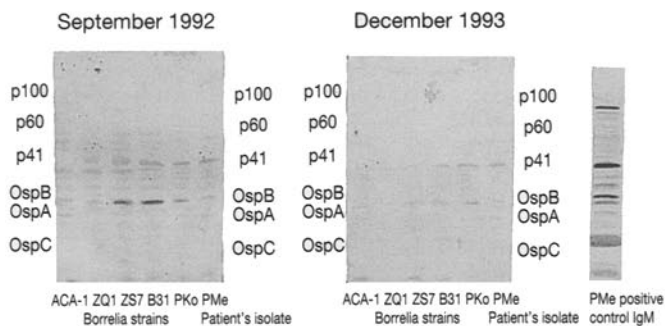 September 1992
December 1993
p100
p60
p41
OspB
OspA
OspC
p100
p60
p41
OspB
OspA
OspC
p100
p60
p41
OspB
OspA
OspC
p100
p60
p41
OspB
OspA
OspC
ACA-1 ZQ1 ZS7 B31 PKo PMe
Borrelia strains Patient's isolate
ACA-1 ZQ1 ZS7 B31 PKo PMe
Borrelia strains Patient's isolate
PMe positive
control IgM